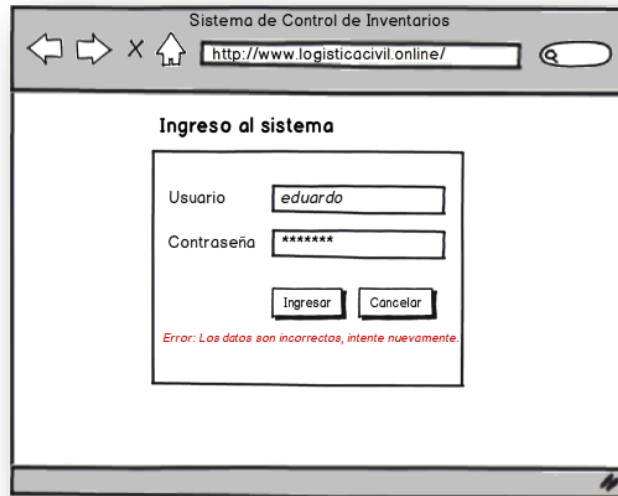 Sistema de Control de Inventarios
http://www.logisticacivil.online/
Ingreso al sistema
Usuario eduardo
Contraseña *******
Ingresar Cancelar
Error: Los datos son incorrectos, intente nuevamente.